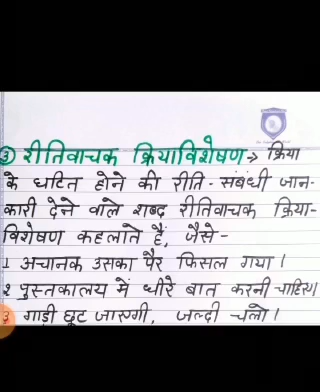 ③ रीतिवाचक क्रियाविशेषण → क्रिया
के घटित होने की रीति - संबंधी जान-
कारी देने वाले शब्द रीतिवाचक क्रिया-
विशेषण कहलाते हैं, जैसे -
1 अचानक उसका पैर फिसल गया।
2 पुस्तकालय में धीरे बात करनी चाहिए।
3 गाड़ी छूट जाएगी, जल्दी चलो।